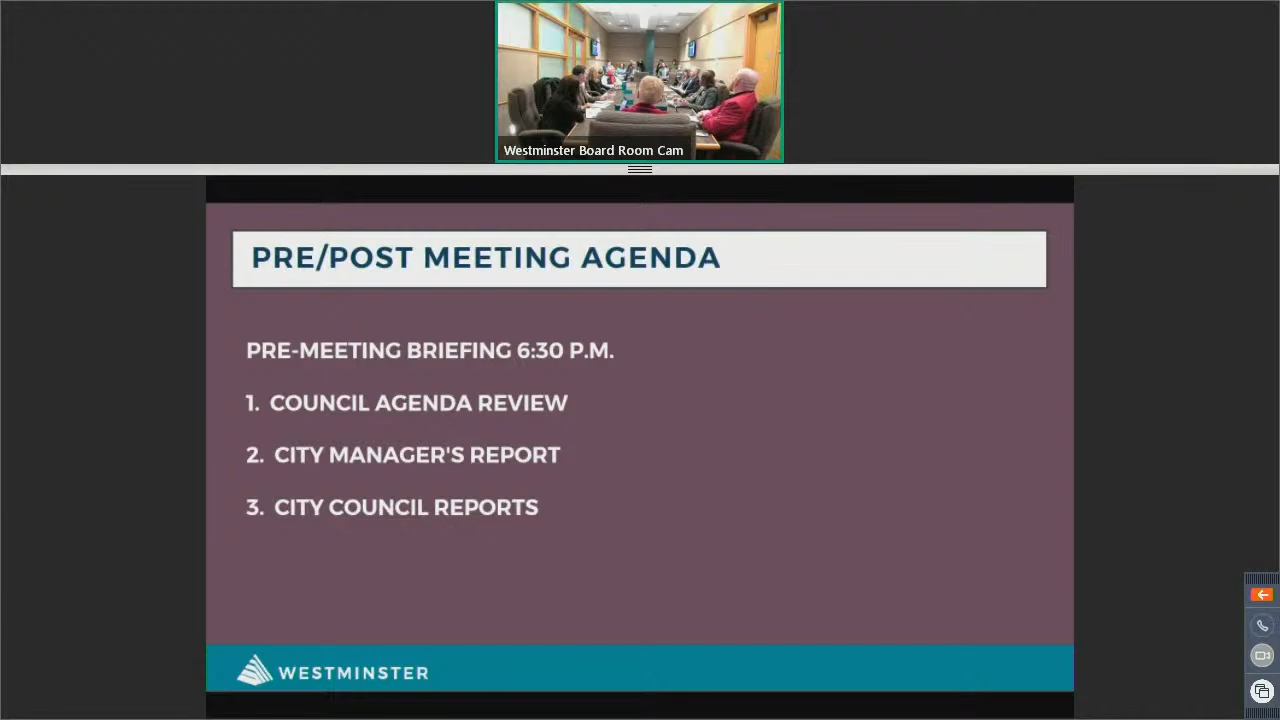 Westminster Board Room Cam
PRE/POST MEETING AGENDA
PRE-MEETING BRIEFING 6:30 P.M.
1. COUNCIL AGENDA REVIEW
2. CITY MANAGER'S REPORT
3. CITY COUNCIL REPORTS
WESTMINSTER